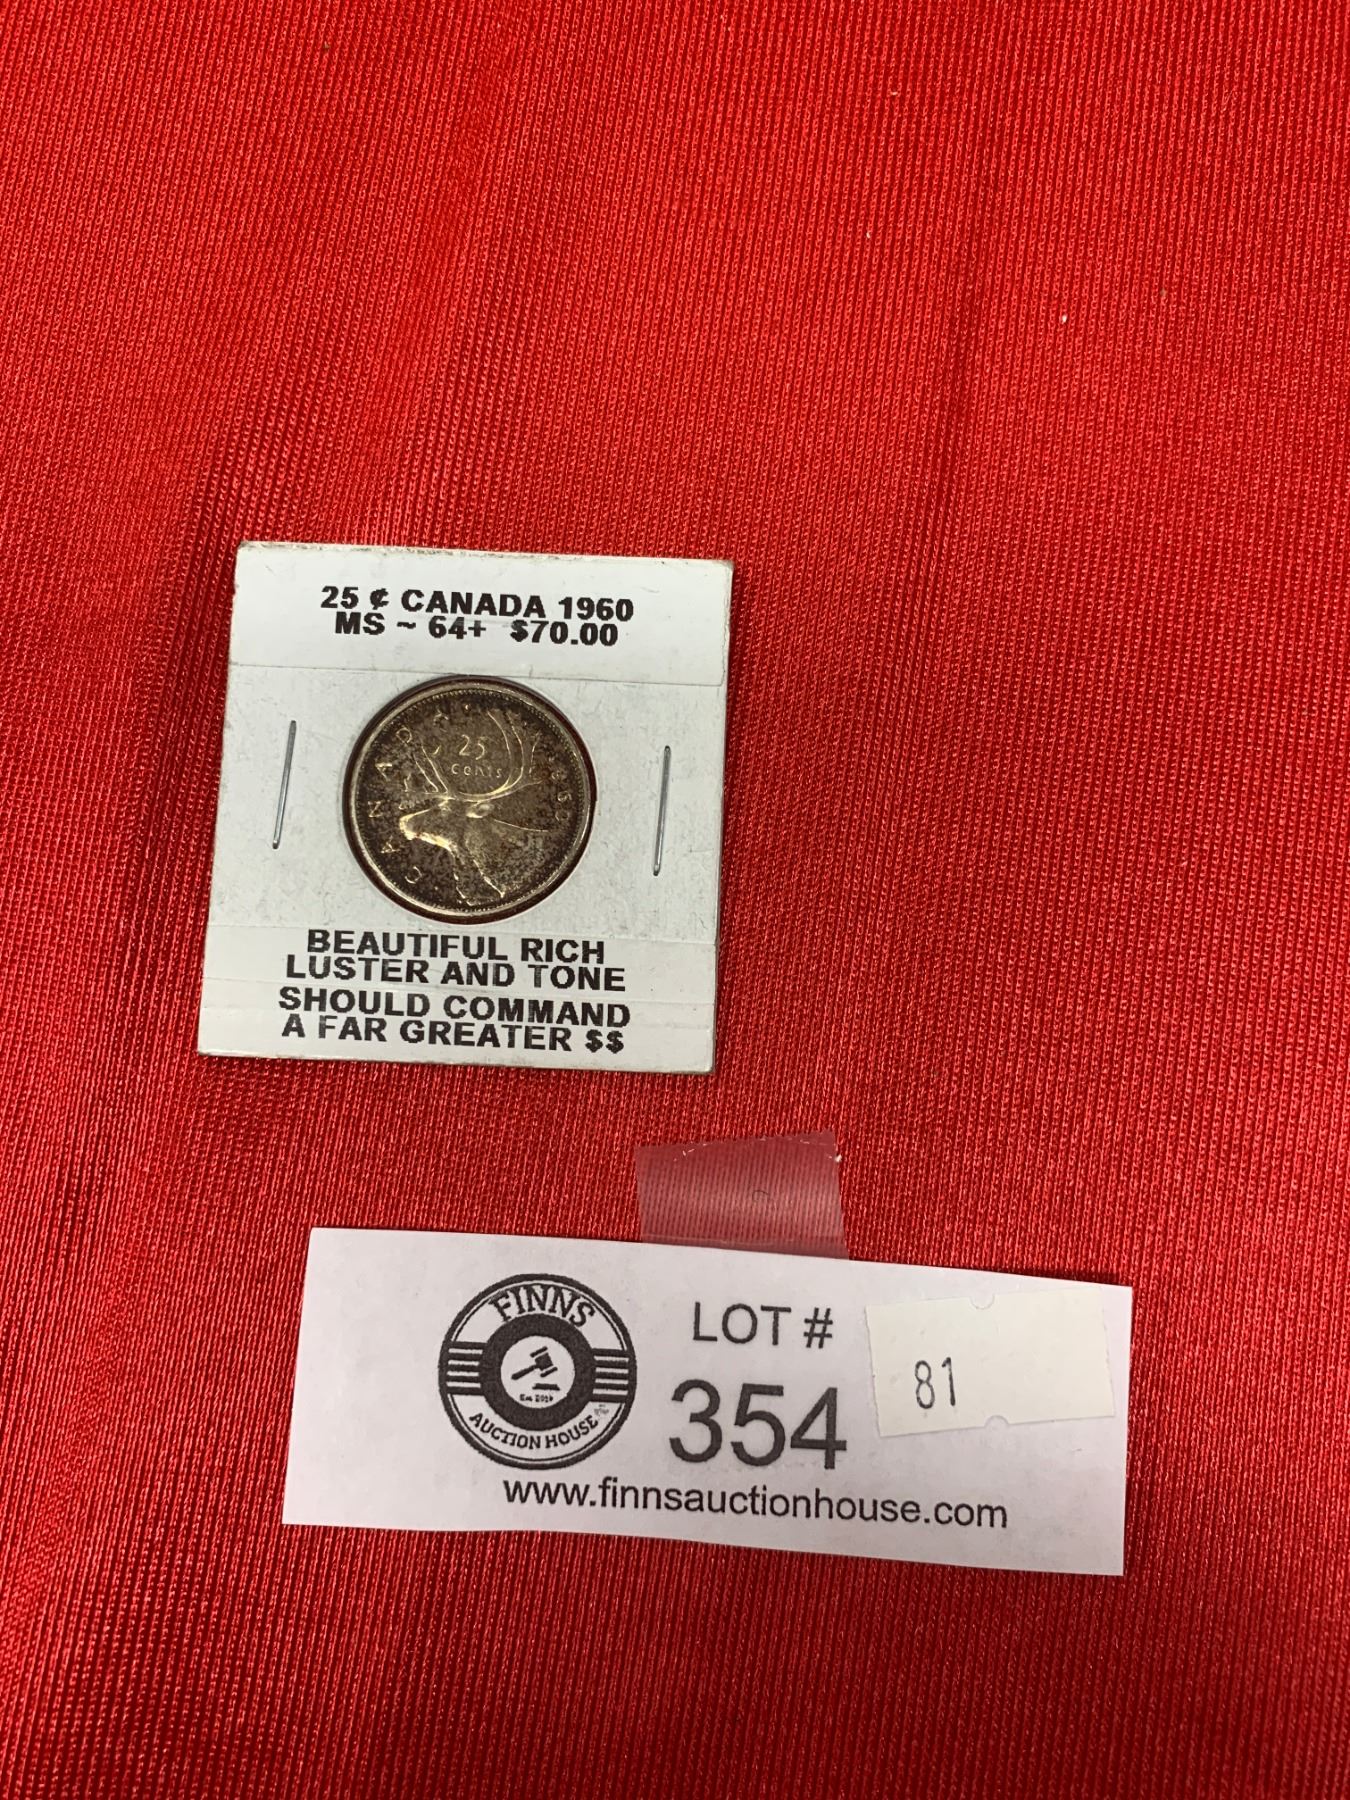 25 ¢ CANADA 1960
MS ~ 64+ $70.00
CANADA
25
cents
BEAUTIFUL RICH
LUSTER AND TONE
SHOULD COMMAND
A FAR GREATER $$
FINNS
AUCTION HOUSE
LOT #
354
81
www.finnsauctionhouse.com